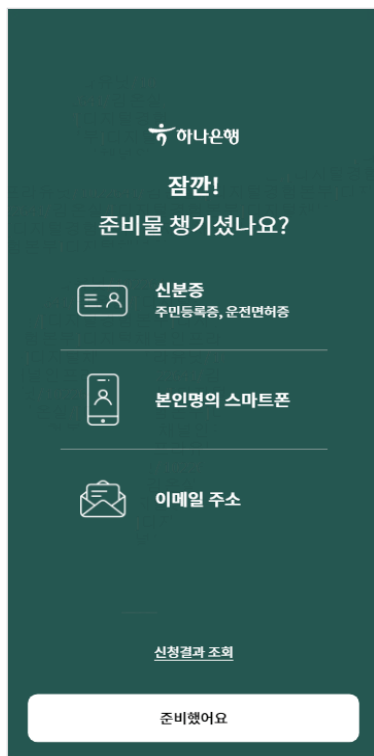 하나은행
잠깐!
준비물 챙기셨나요?
신분증
주민등록증, 운전면허증
본인명의 스마트폰
이메일 주소
신청결과 조회
준비했어요